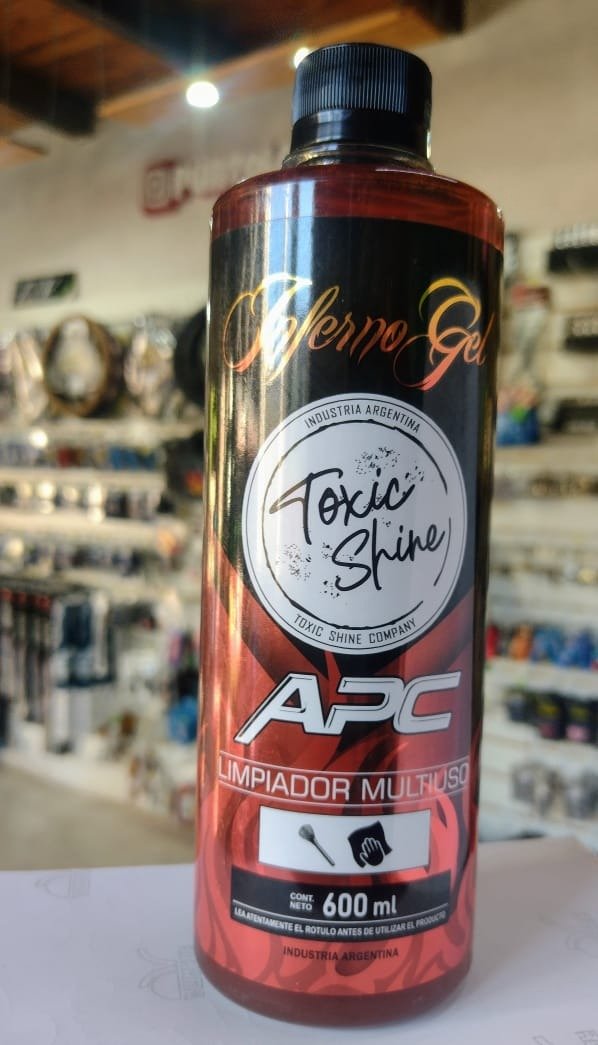 Inferno Gel
INDUSTRIA ARGENTINA
Toxic
Shine
TOXIC SHINE COMPANY
APC
LIMPIADOR MULTIUSO
CONT.
NETO
600 ml
LEA ATENTAMENTE EL ROTULO ANTES DE UTILIZAR EL PRODUCTO
INDUSTRIA ARGENTINA